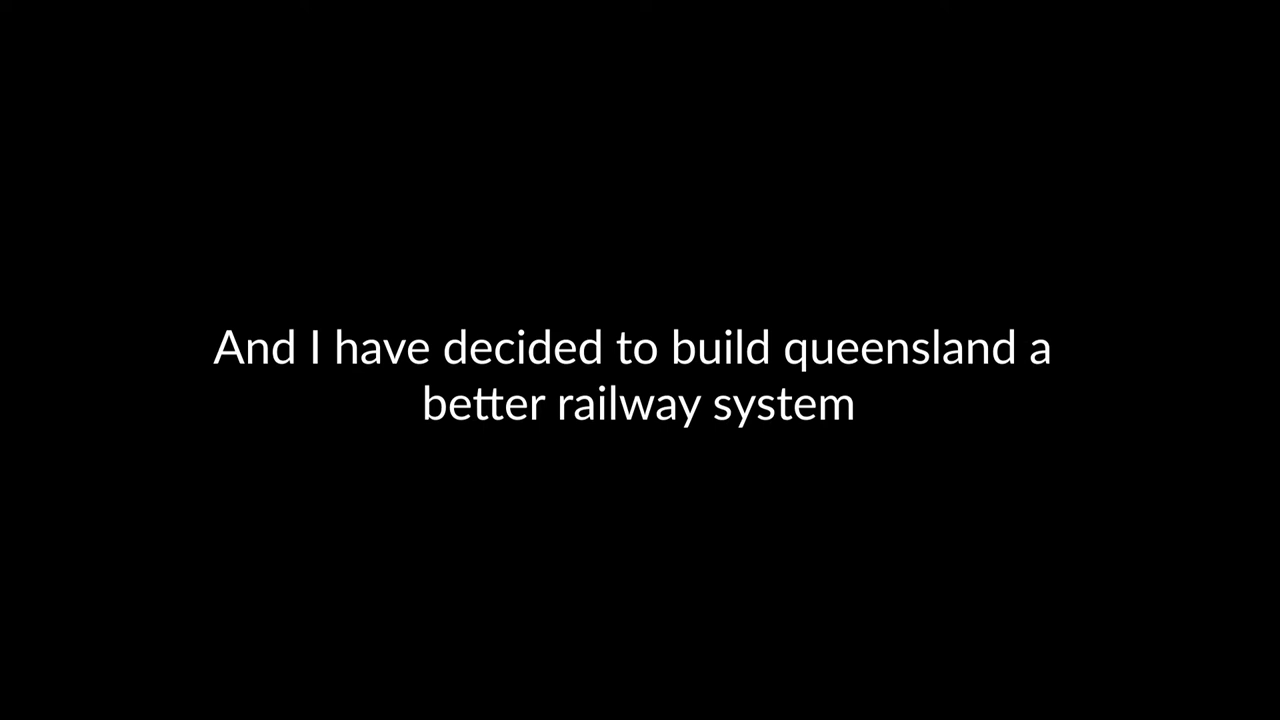 And I have decided to build queensland a
better railway system